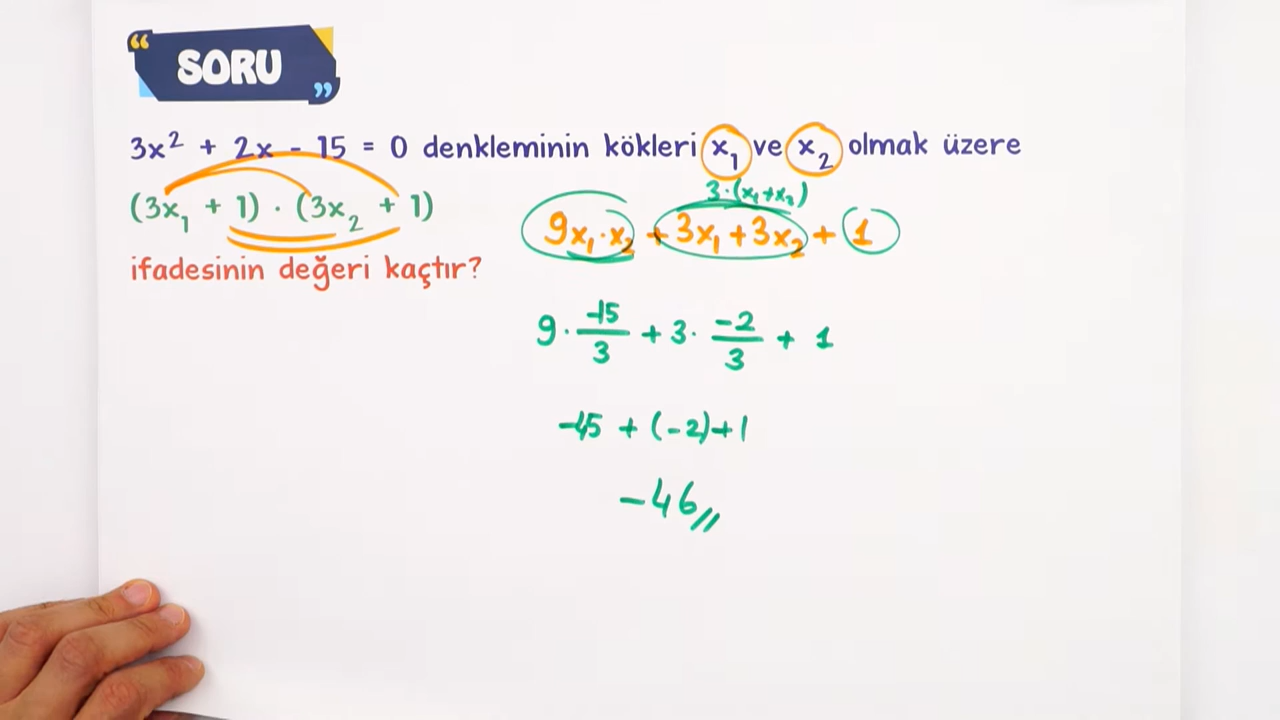 “ SORU ”
3x² + 2x - 15 = 0 denkleminin kökleri x₁ ve x₂ olmak üzere
(3x₁ + 1) · (3x₂ + 1)
ifadesinin değeri kaçtır?
3·(x₁+x₂)
9x₁·x₂ + 3x₁ + 3x₂ + 1
9 · -15/3 + 3 · -2/3 + 1
-45 + (-2) + 1
-46 //